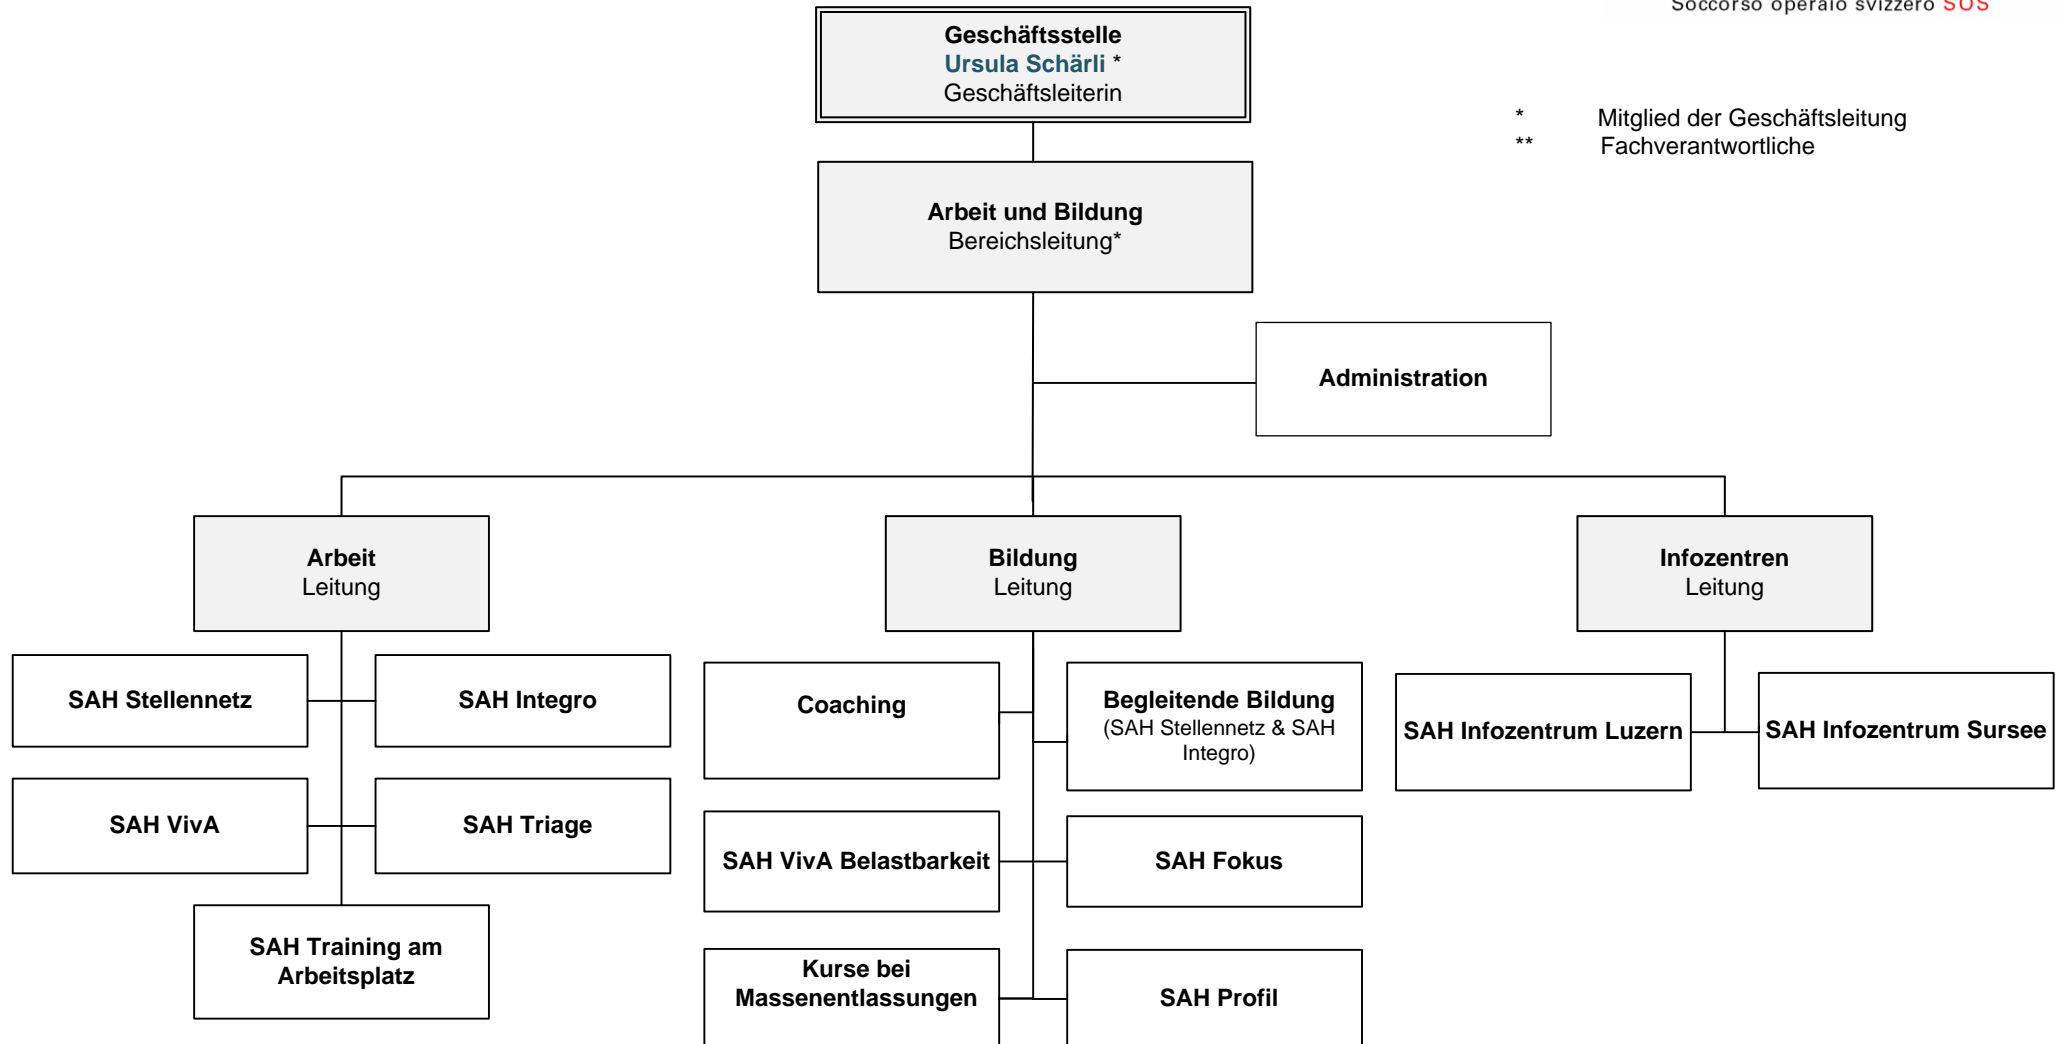 Soccorso operaio svizzero SOS
Geschäftsstelle
Ursula Schärli *
Geschäftsleiterin
* Mitglied der Geschäftsleitung
** Fachverantwortliche
Arbeit und Bildung
Bereichsleitung*
Administration
Arbeit
Leitung
Bildung
Leitung
Infozentren
Leitung
SAH Stellennetz
SAH Integro
SAH VivA
SAH Triage
SAH Training am
Arbeitsplatz
Coaching
Begleitende Bildung
(SAH Stellennetz & SAH
Integro)
SAH VivA Belastbarkeit
SAH Fokus
Kurse bei
Massenentlassungen
SAH Profil
SAH Infozentrum Luzern
SAH Infozentrum Sursee